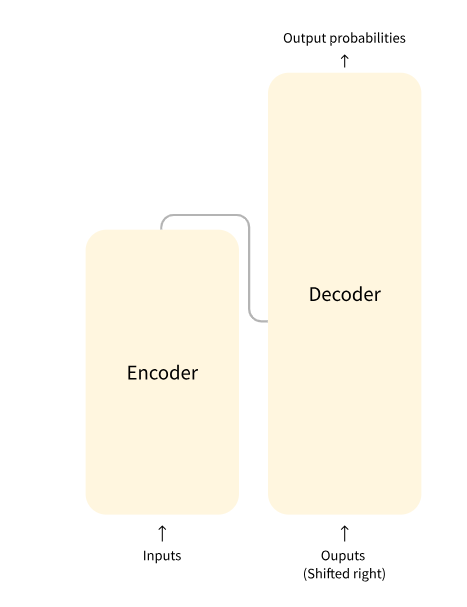 Output probabilities
↑
Decoder
Encoder
↑
↑
Inputs
Ouputs
(Shifted right)